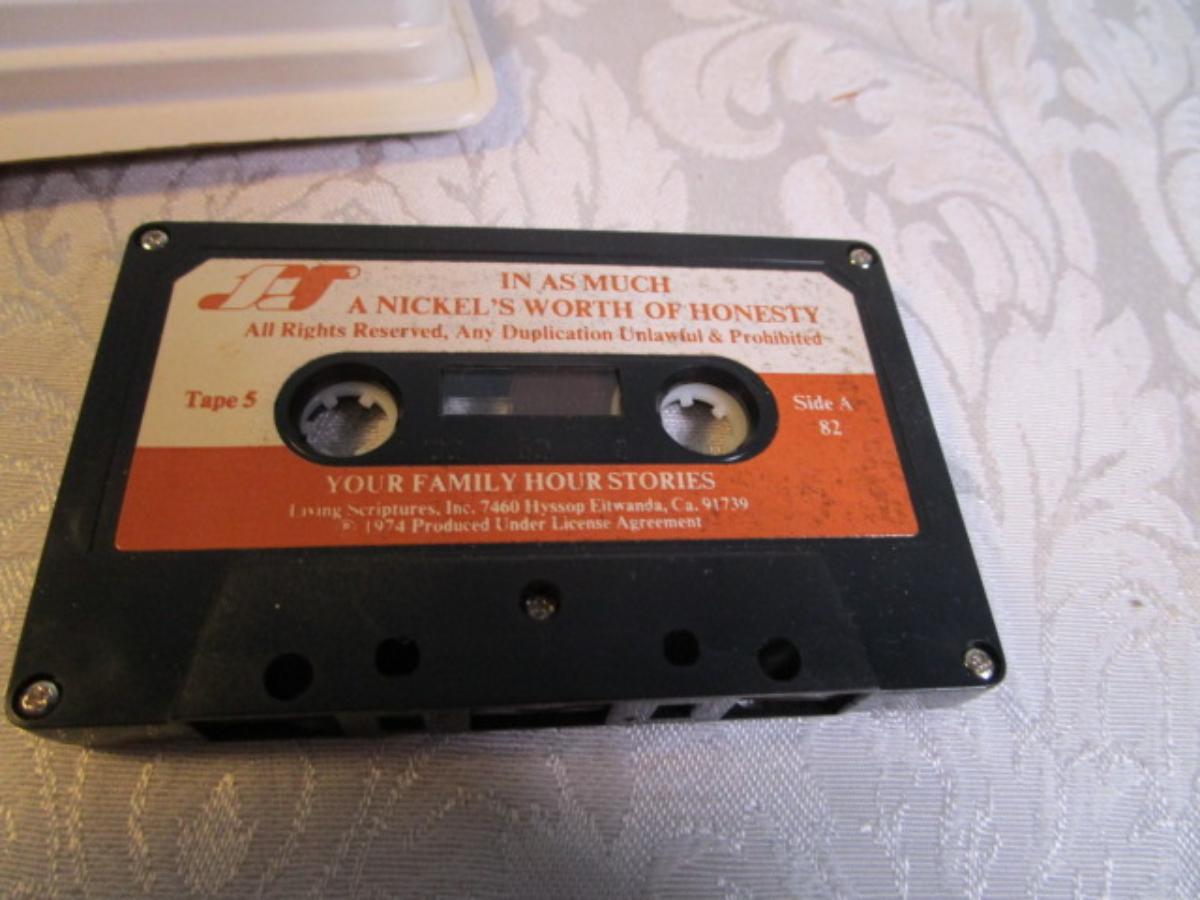 IN AS MUCH
A NICKEL'S WORTH OF HONESTY
All Rights Reserved, Any Duplication Unlawful & Prohibited
Tape 5
Side A
82
YOUR FAMILY HOUR STORIES
Living Scriptures, Inc. 7460 Hyssop Eitwanda, Ca. 91739
℗ 1974 Produced Under License Agreement